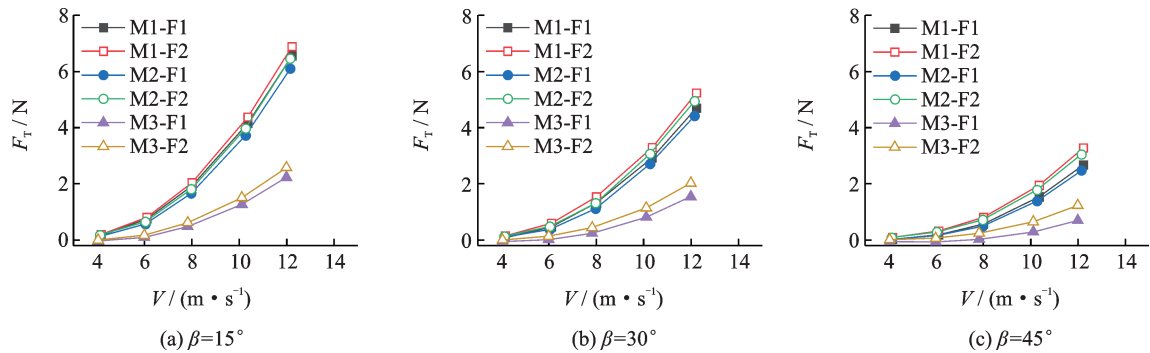 8
6
4
2
0
F_T / N
M1-F1
M1-F2
M2-F1
M2-F2
M3-F1
M3-F2
4 6 8 10 12 14
V / (m · s⁻¹)
(a) β=15°
8
6
4
2
0
F_T / N
M1-F1
M1-F2
M2-F1
M2-F2
M3-F1
M3-F2
4 6 8 10 12 14
V / (m · s⁻¹)
(b) β=30°
8
6
4
2
0
F_T / N
M1-F1
M1-F2
M2-F1
M2-F2
M3-F1
M3-F2
4 6 8 10 12 14
V / (m · s⁻¹)
(c) β=45°